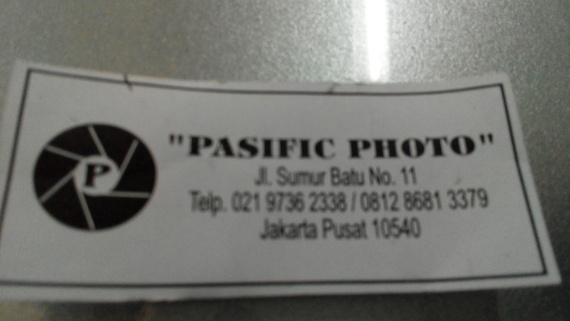 P
"PASIFIC PHOTO"
Jl. Sumur Batu No. 11
Telp. 021 9736 2338 / 0812 8681 3379
Jakarta Pusat 10540